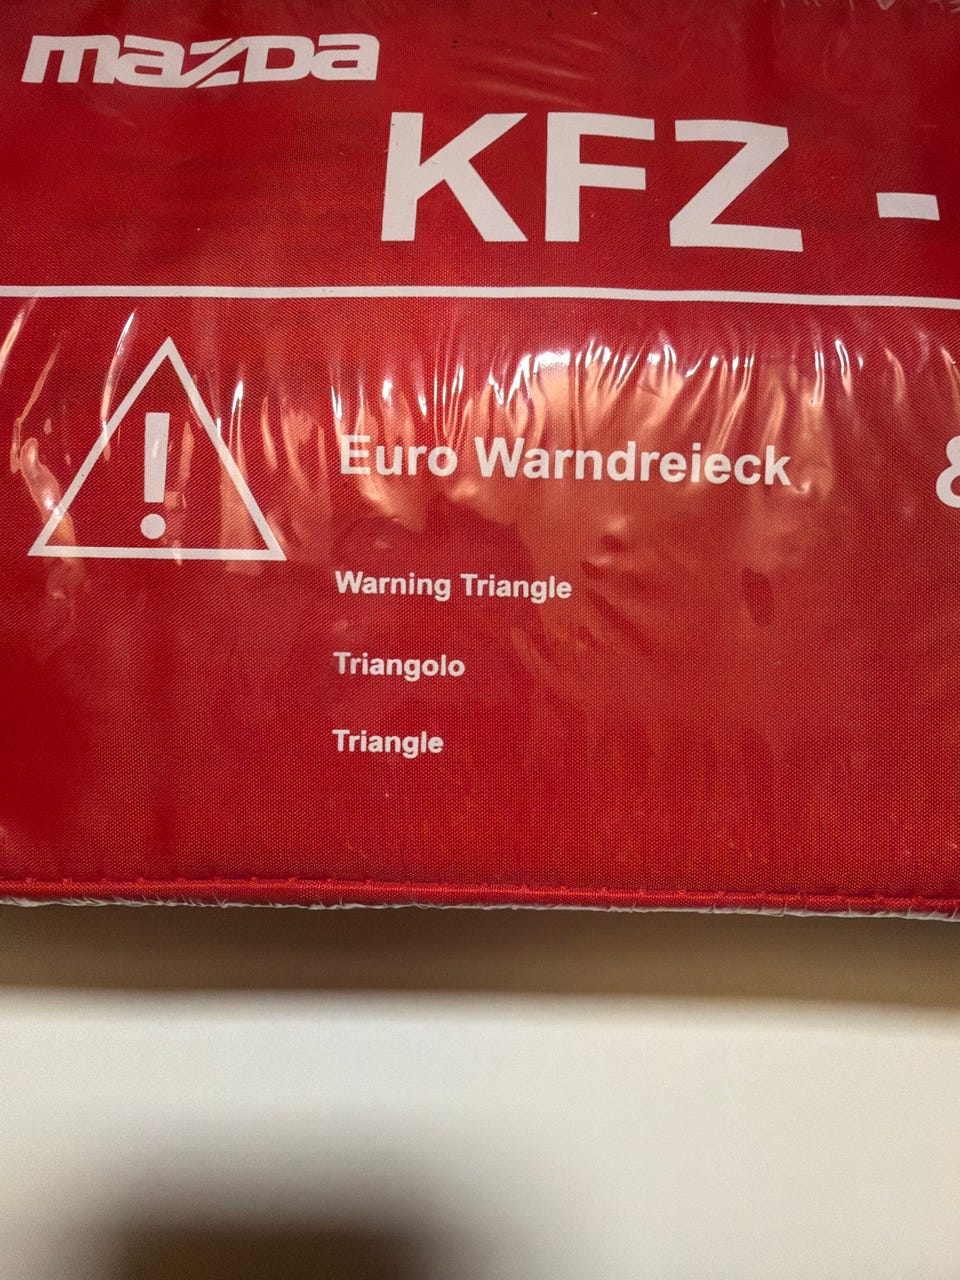 mazda
KFZ -
Euro Warndreieck &
Warning Triangle
Triangolo
Triangle